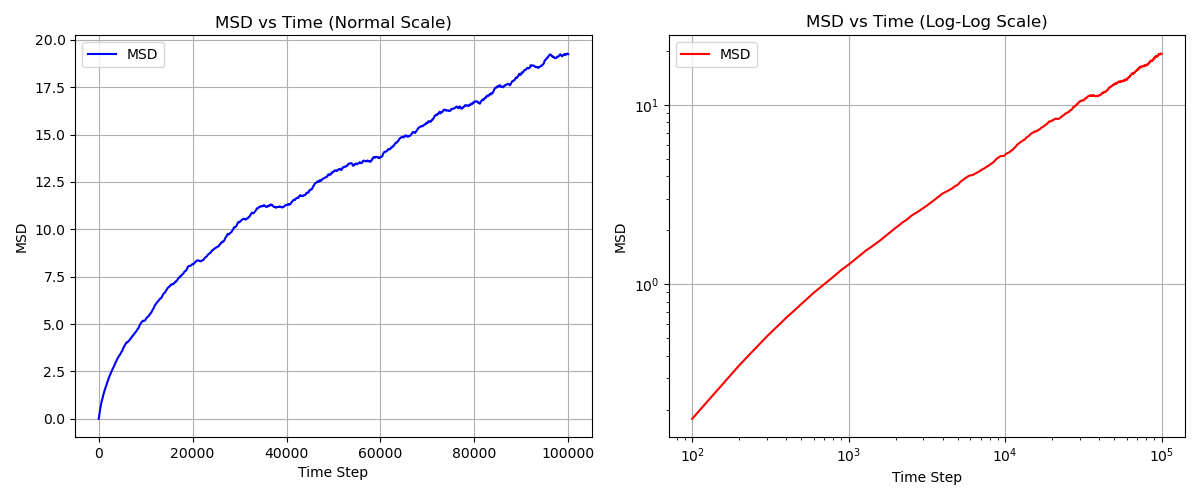 MSD vs Time (Normal Scale)
MSD
20.0
17.5
15.0
12.5
10.0
7.5
5.0
2.5
0.0
MSD
0
20000
40000
60000
80000
100000
Time Step
MSD vs Time (Log-Log Scale)
MSD
10¹
10⁰
MSD
10²
10³
10⁴
10⁵
Time Step